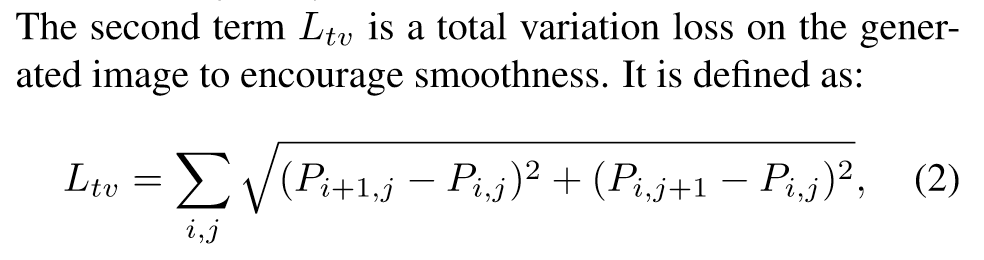 The second term L_{tv} is a total variation loss on the gener-
ated image to encourage smoothness. It is defined as:
L_{tv} = \sum_{i,j} \sqrt{(P_{i+1,j} - P_{i,j})^2 + (P_{i,j+1} - P_{i,j})^2}, (2)